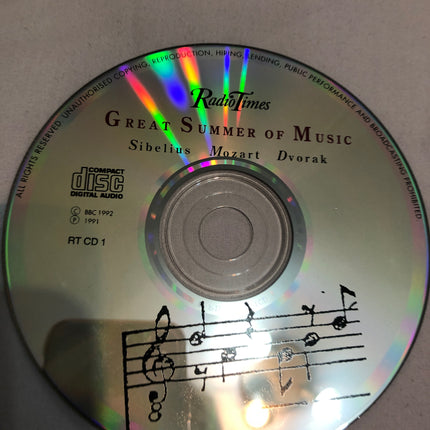 ALL RIGHTS RESERVED. UNAUTHORISED COPYING, REPRODUCTION, HIRING, LENDING, PUBLIC PERFORMANCE AND BROADCASTING PROHIBITED
RadioTimes
GREAT SUMMER OF MUSIC
Sibelius Mozart Dvorak
COMPACT
disc
DIGITAL AUDIO
© BBC 1992
℗ 1991
RT CD 1